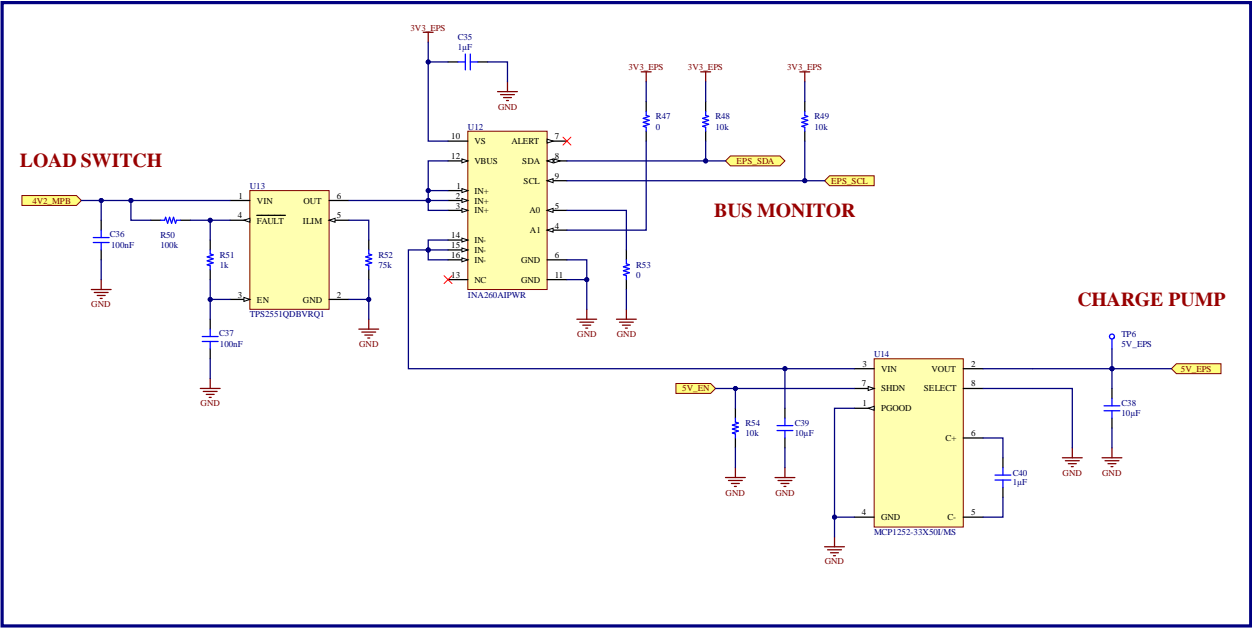 3V3_EPS
C35
1µF
GND
3V3_EPS
3V3_EPS
3V3_EPS
R47
0
R48
10k
R49
10k
U12
10
VS
ALERT
7
12
VBUS
SDA
8
EPS_SDA
SCL
9
EPS_SCL
1
IN+
2
IN+
3
IN+
A0
5
A1
4
14
IN-
15
IN-
16
IN-
GND
6
13
NC
GND
11
INA260AIPWR
R53
0
GND
GND
BUS MONITOR
LOAD SWITCH
4V2_MPB
U13
1
VIN
OUT
6
4
FAULT
ILIM
5
3
EN
GND
2
TPS2551QDBVRQ1
C36
100nF
GND
R50
100k
R51
1k
C37
100nF
GND
R52
75k
GND
CHARGE PUMP
TP6
5V_EPS
U14
3
VIN
VOUT
2
5V_EPS
5V_EN
7
SHDN
SELECT
8
1
PGOOD
C+
6
4
GND
C-
5
MCP1252-33X50I/MS
R54
10k
GND
C39
10µF
GND
C38
10µF
GND
GND
C40
1µF
GND